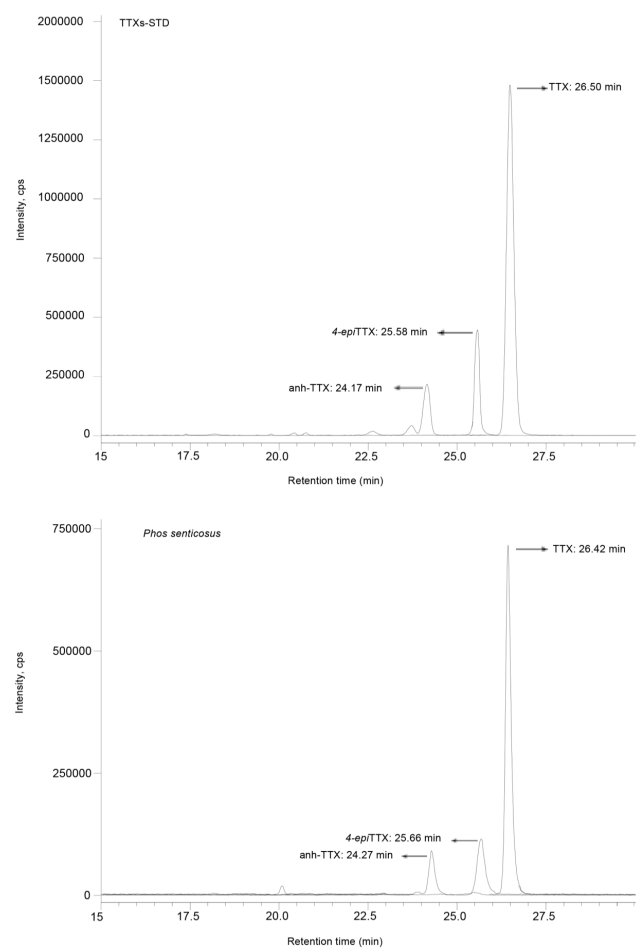 2000000
TTXs-STD
1500000
TTX: 26.50 min
1250000
1000000
Intensity, cps
750000
500000
4-epiTTX: 25.58 min
250000
anh-TTX: 24.17 min
0
15 17.5 20.0 22.5 25.0 27.5
Retention time (min)
750000
Phos senticosus
TTX: 26.42 min
500000
Intensity, cps
250000
4-epiTTX: 25.66 min
anh-TTX: 24.27 min
0
15 17.5 20.0 22.5 25.0 27.5
Retention time (min)